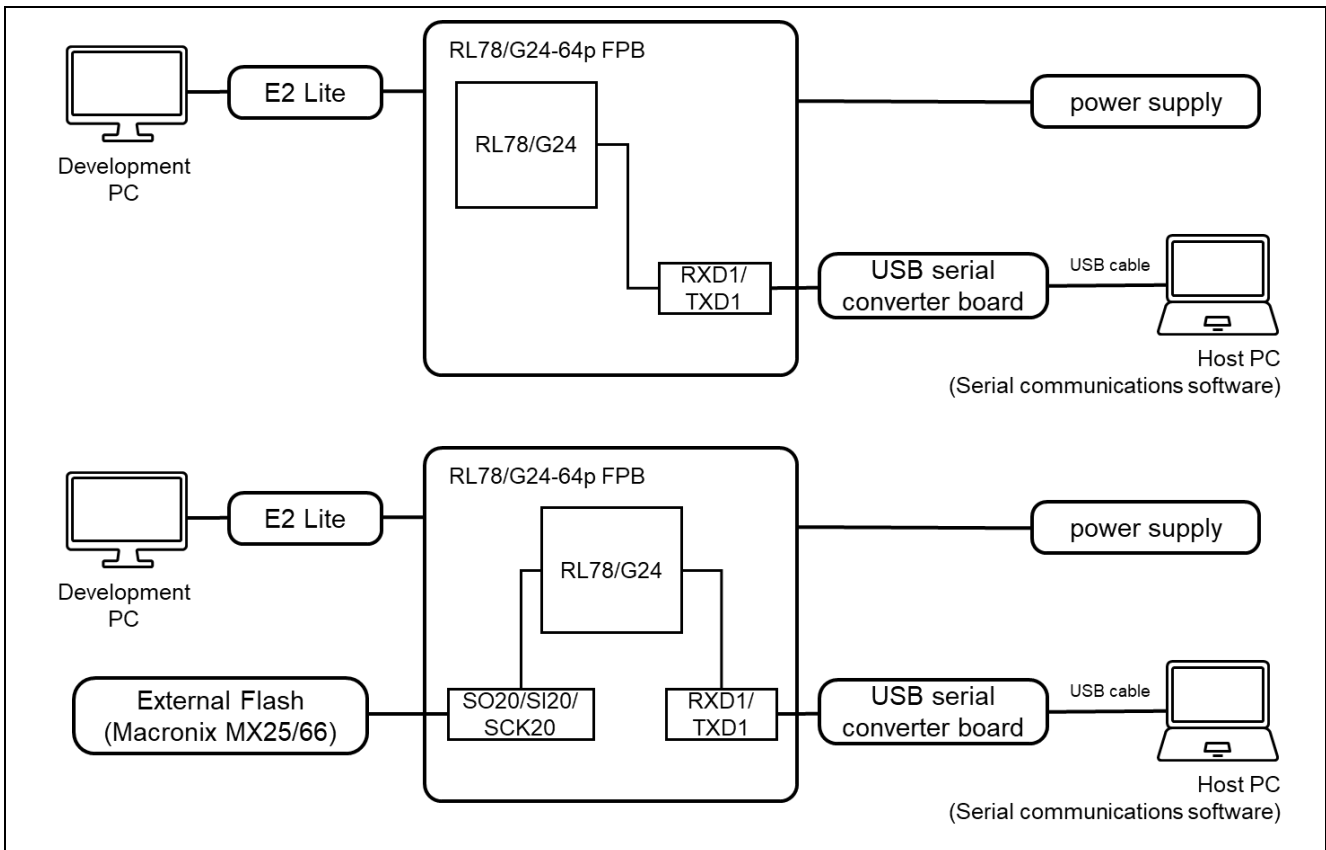 RL78/G24-64p FPB
E2 Lite
power supply
RL78/G24
Development
PC
RXD1/
TXD1
USB serial
converter board
USB cable
Host PC
(Serial communications software)
RL78/G24-64p FPB
E2 Lite
power supply
RL78/G24
Development
PC
External Flash
(Macronix MX25/66)
SO20/SI20/
SCK20
RXD1/
TXD1
USB serial
converter board
USB cable
Host PC
(Serial communications software)